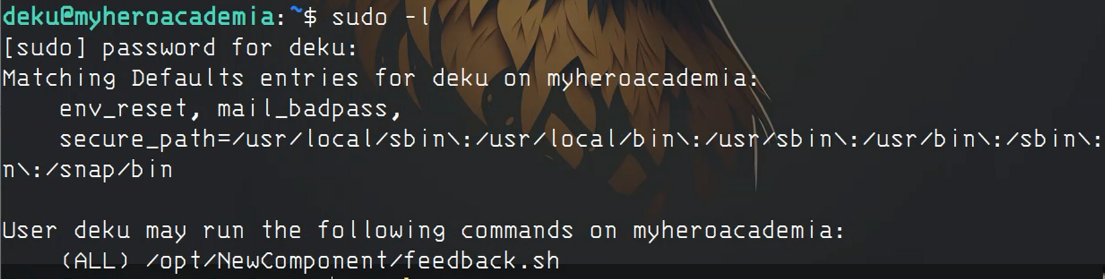 deku@myheroacademia:~$ sudo -l
[sudo] password for deku:
Matching Defaults entries for deku on myheroacademia:
    env_reset, mail_badpass,
    secure_path=/usr/local/sbin\:/usr/local/bin\:/usr/sbin\:/usr/bin\:/sbin\:
n\:/snap/bin

User deku may run the following commands on myheroacademia:
    (ALL) /opt/NewComponent/feedback.sh